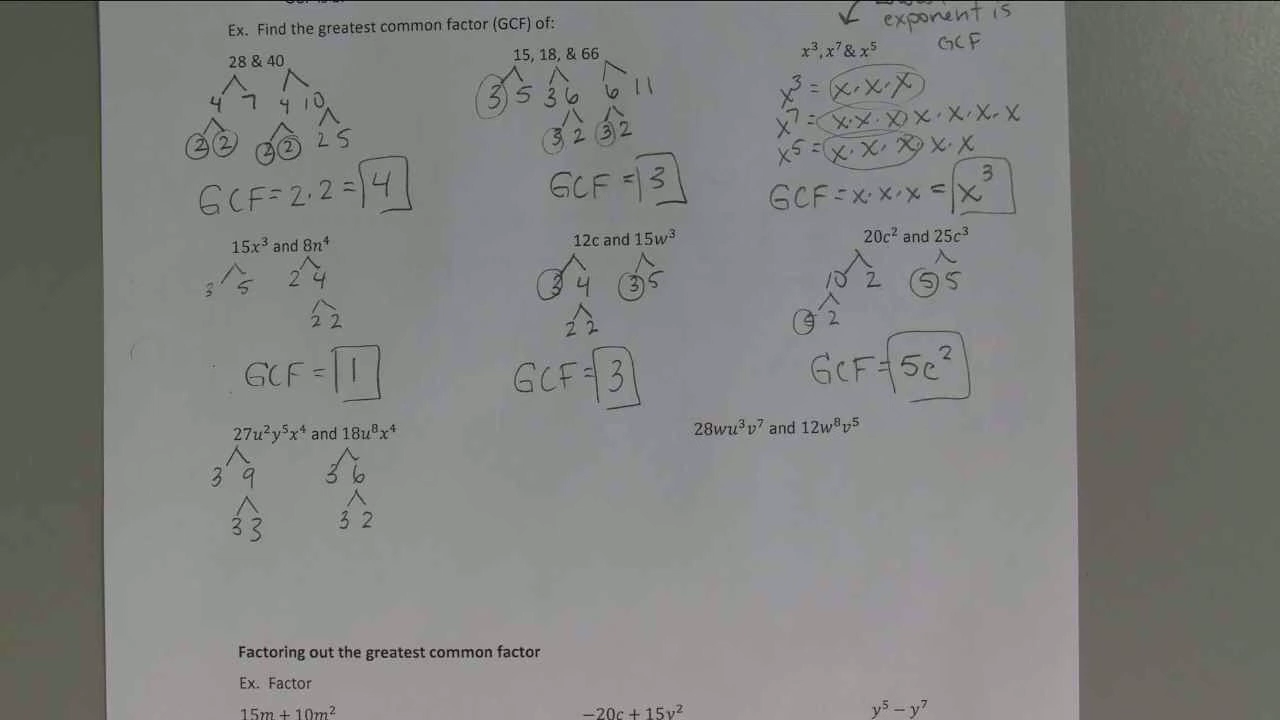 exponent is
GCF
Ex. Find the greatest common factor (GCF) of:
28 & 40
4 7 4 10
2 2 2 2 2 5
GCF = 2 · 2 = 4
15, 18, & 66
3 5 3 6 6 11
3 2 3 2
GCF = 3
x³, x⁷ & x⁵
x³ = x · x · x
x⁷ = x · x · x · x · x · x · x
x⁵ = x · x · x · x · x
GCF = x · x · x = x³
15x³ and 8n⁴
3 5 2 4
2 2
GCF = 1
12c and 15w³
3 4 3 5
2 2
GCF = 3
20c² and 25c³
10 2 5 5
2
GCF = 5c²
27u²y⁵x⁴ and 18u⁸x⁴
3 9 3 6
3 3 3 2
28wu³v⁷ and 12w⁸v⁵
Factoring out the greatest common factor
Ex. Factor
15m + 10m²
−20c + 15v²
y⁵ − y⁷